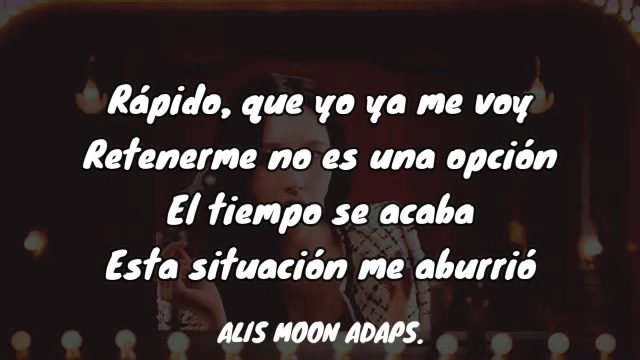 Rápido, que yo ya me voy
Retenerme no es una opción
El tiempo se acaba
Esta situación me aburrió
ALIS MOON ADAPS.